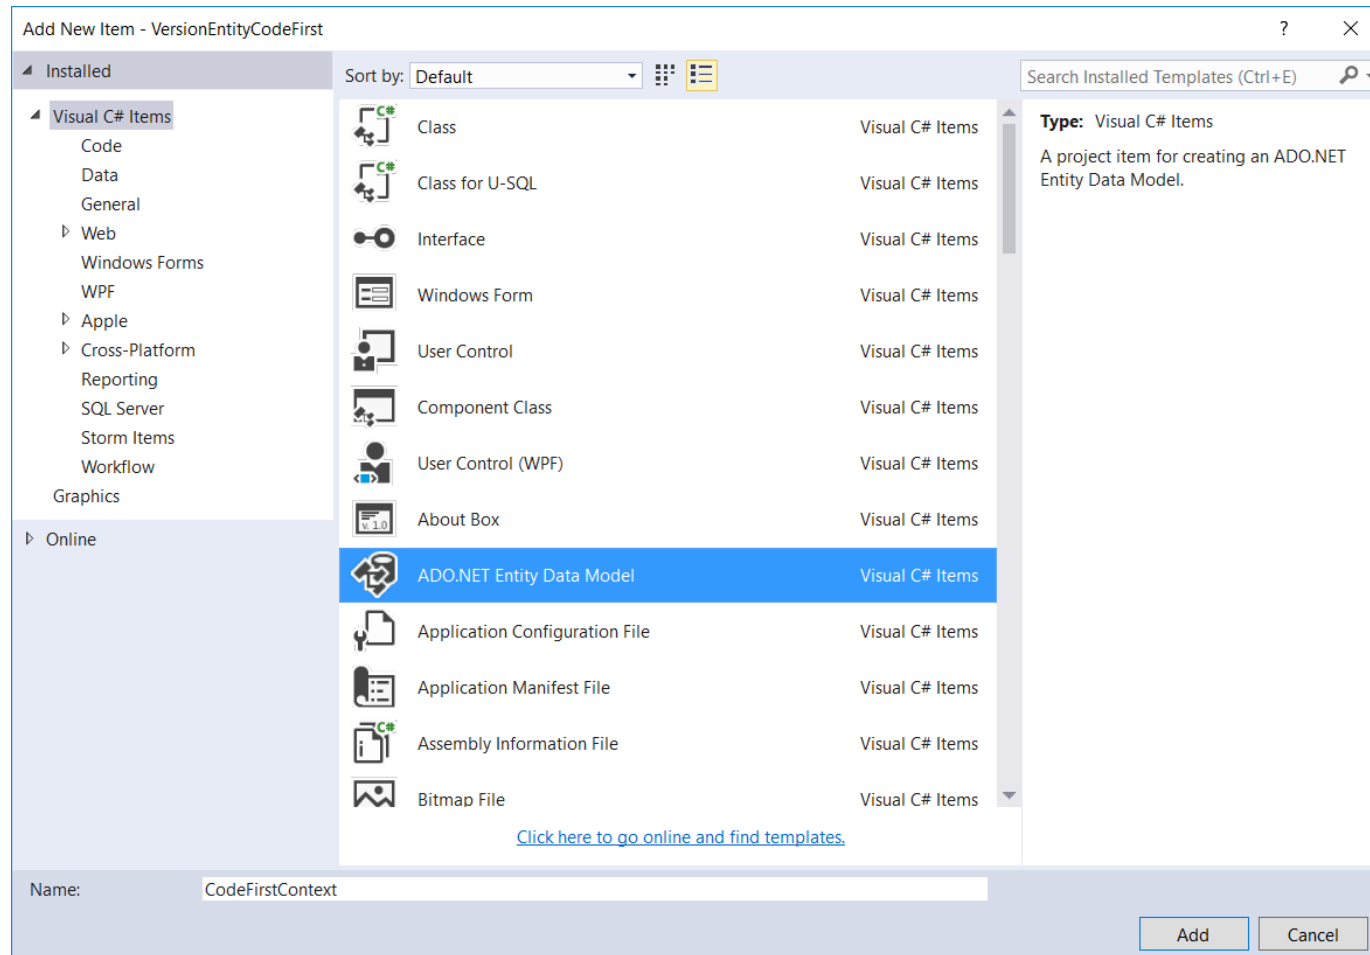 Add New Item - VersionEntityCodeFirst
?
Installed
Sort by: Default
Search Installed Templates (Ctrl+E)
Visual C# Items
Code
Data
General
Web
Windows Forms
WPF
Apple
Cross-Platform
Reporting
SQL Server
Storm Items
Workflow
Graphics
Online
C# Class Visual C# Items
C# Class for U-SQL Visual C# Items
Interface Visual C# Items
Windows Form Visual C# Items
User Control Visual C# Items
Component Class Visual C# Items
User Control (WPF) Visual C# Items
v. 1.0 About Box Visual C# Items
ADO.NET Entity Data Model Visual C# Items
Application Configuration File Visual C# Items
Application Manifest File Visual C# Items
C# Assembly Information File Visual C# Items
Bitmap File Visual C# Items
Click here to go online and find templates.
Type: Visual C# Items
A project item for creating an ADO.NET
Entity Data Model.
Name: CodeFirstContext
Add Cancel